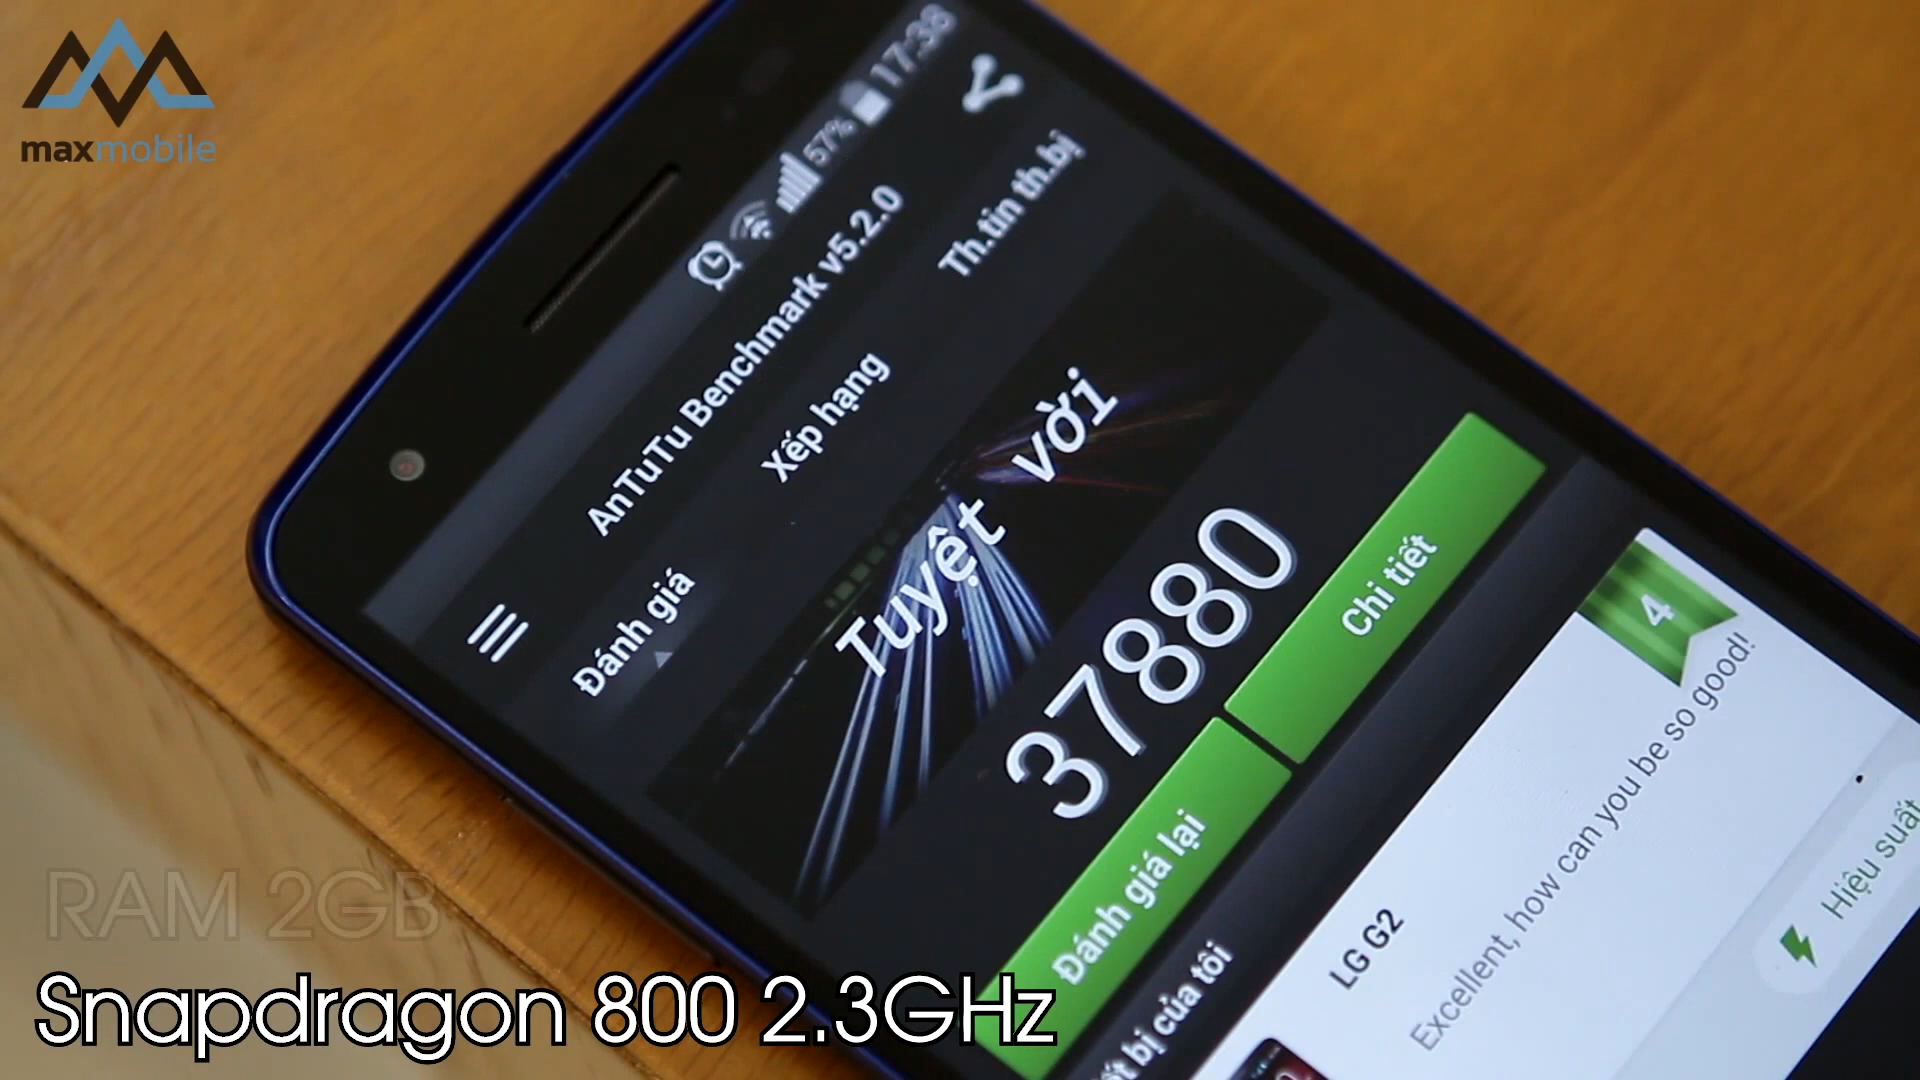 maxmobile
57% 17:38
AnTuTu Benchmark v5.2.0
Đánh giá
Xếp hạng
Th.tin th.bị
Tuyệt vời
37880
Đánh giá lại
Chi tiết
bị của tôi
4
LG G2
Excellent, how can you be so good!
Hiệu suất
RAM 2GB
Snapdragon 800 2.3GHz